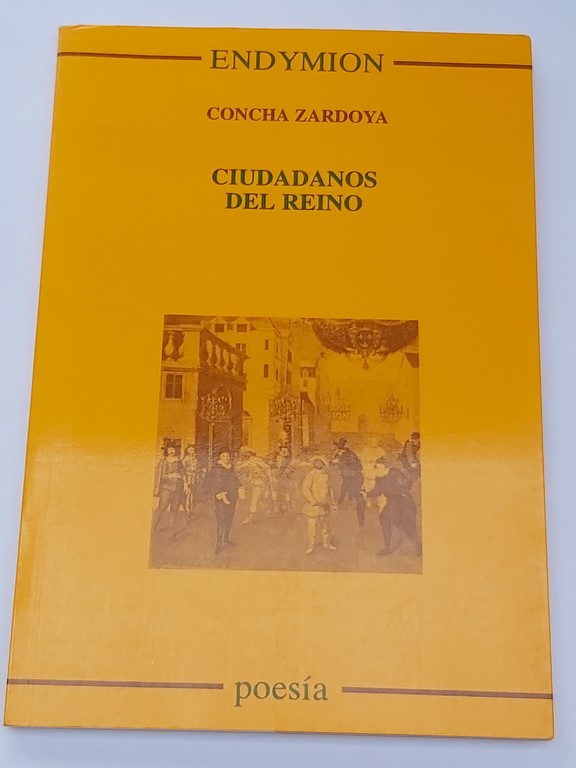 ENDYMION
CONCHA ZARDOYA
CIUDADANOS
DEL REINO
poesía